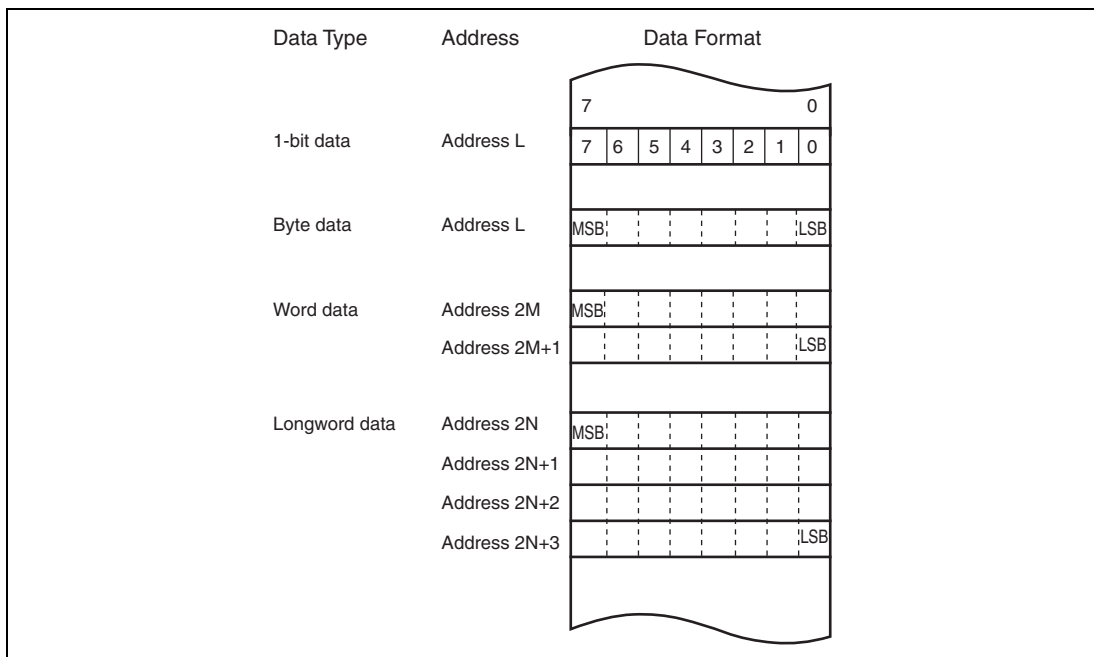 Data Type Address Data Format
7 0
1-bit data Address L 7 6 5 4 3 2 1 0
Byte data Address L MSB LSB
Word data Address 2M MSB
Address 2M+1 LSB
Longword data Address 2N MSB
Address 2N+1
Address 2N+2
Address 2N+3 LSB